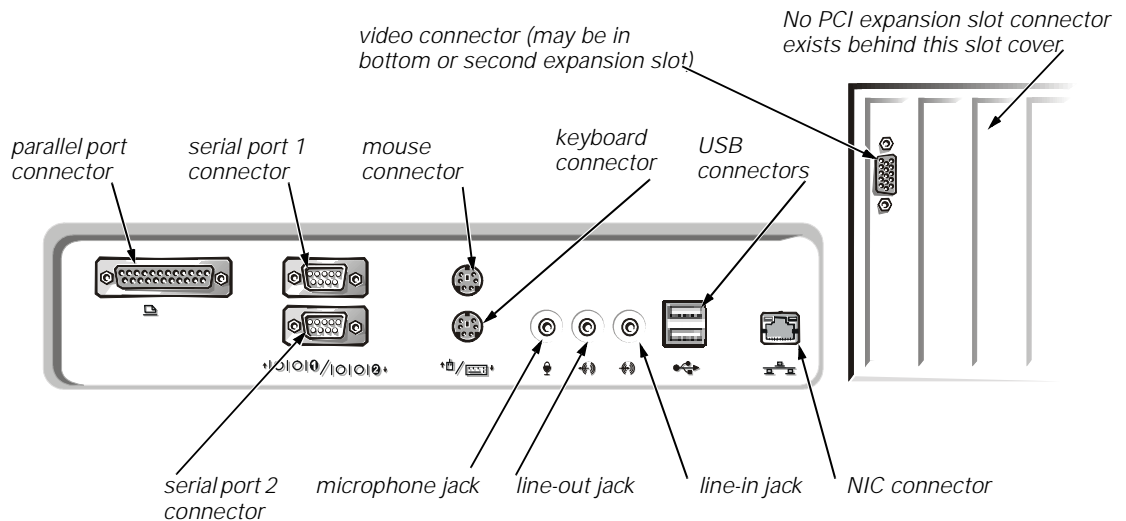 No PCI expansion slot connector
exists behind this slot cover
video connector (may be in
bottom or second expansion slot)
parallel port
connector
serial port 1
connector
mouse
connector
keyboard
connector
USB
connectors
1
2
serial port 2
connector
microphone jack
line-out jack
line-in jack
NIC connector